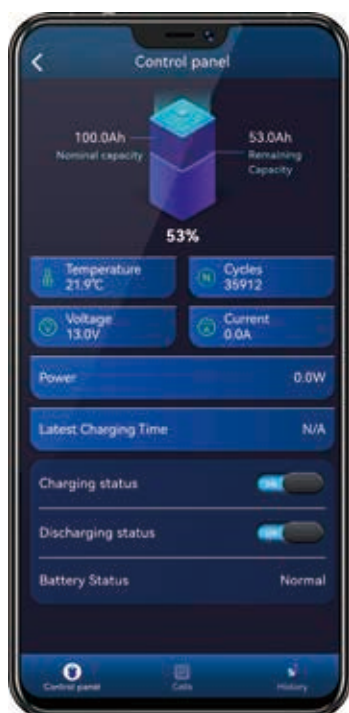 Control panel
100.0Ah
Nominal capacity
53.0Ah
Remaining
Capacity
53%
Temperature
21.9℃
N
Cycles
35912
V
Voltage
13.0V
A
Current
0.0A
Power
0.0W
Latest Charging Time
N/A
Charging status
Discharging status
Battery Status
Normal
Control panel
Cells
History